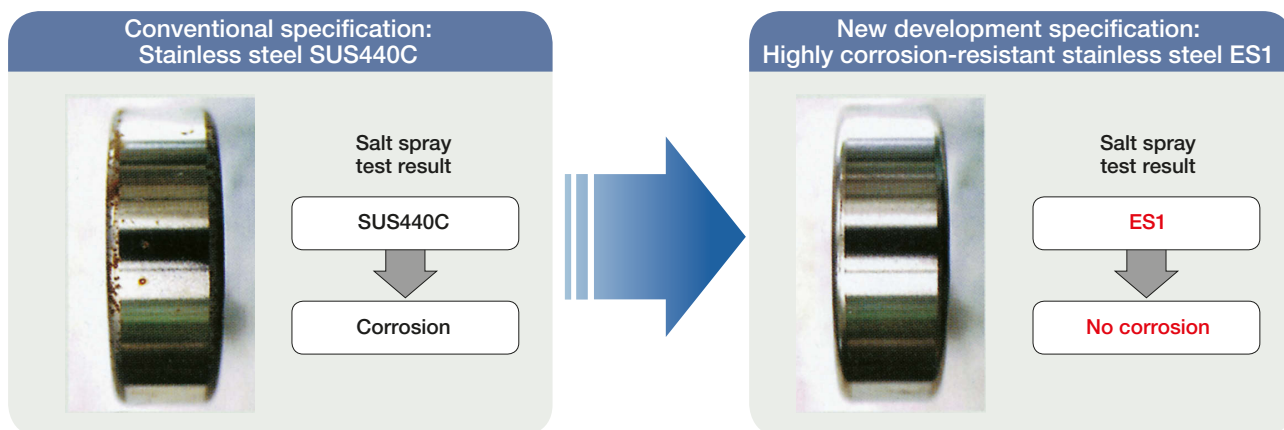 Conventional specification:
Stainless steel SUS440C
Salt spray
test result
SUS440C
Corrosion
New development specification:
Highly corrosion-resistant stainless steel ES1
Salt spray
test result
ES1
No corrosion